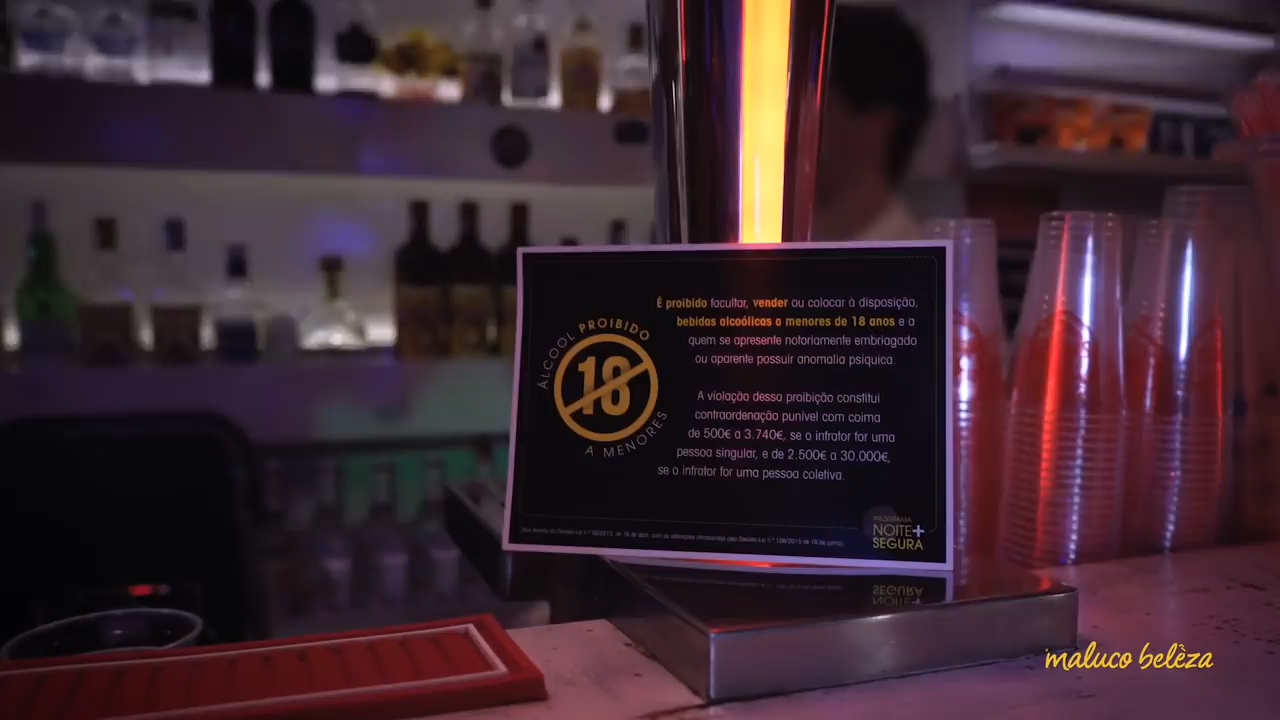 É proibido facultar, vender ou colocar à disposição,
bebidas alcoólicas a menores de 18 anos e a
quem se apresente notoriamente embriagado
ou aparente possuir anomalia psíquica.
ÁLCOOL PROIBIDO
18
A MENORES
A violação dessa proibição constitui
contraordenação punível com coima
de 500€ a 3.740€, se o infrator for uma
pessoa singular, e de 2.500€ a 30.000€,
se o infrator for uma pessoa coletiva.
PROGRAMA
NOITE+
SEGURA
maluco belêza